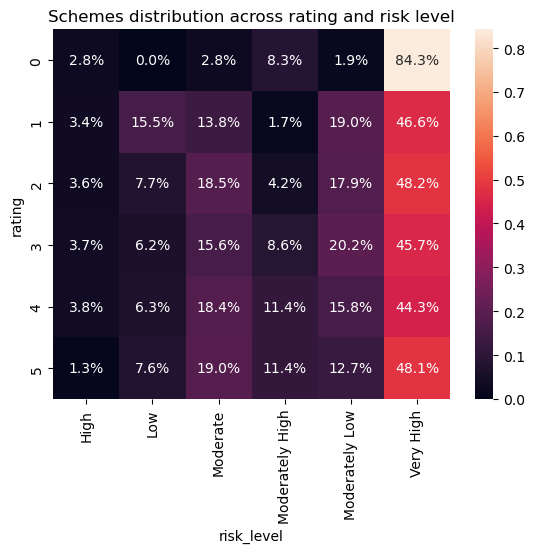 Schemes distribution across rating and risk level
rating
0 2.8% 0.0% 2.8% 8.3% 1.9% 84.3%
1 3.4% 15.5% 13.8% 1.7% 19.0% 46.6%
2 3.6% 7.7% 18.5% 4.2% 17.9% 48.2%
3 3.7% 6.2% 15.6% 8.6% 20.2% 45.7%
4 3.8% 6.3% 18.4% 11.4% 15.8% 44.3%
5 1.3% 7.6% 19.0% 11.4% 12.7% 48.1%
High
Low
Moderate
Moderately High
Moderately Low
Very High
risk_level
0.8
0.7
0.6
0.5
0.4
0.3
0.2
0.1
0.0